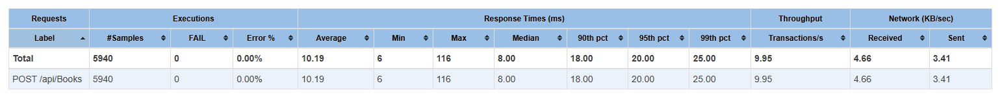 Requests Executions Response Times (ms) Throughput Network (KB/sec)
Label #Samples FAIL Error % Average Min Max Median 90th pct 95th pct 99th pct Transactions/s Received Sent
Total 5940 0 0.00% 10.19 6 116 8.00 18.00 20.00 25.00 9.95 4.66 3.41
POST /api/Books 5940 0 0.00% 10.19 6 116 8.00 18.00 20.00 25.00 9.95 4.66 3.41